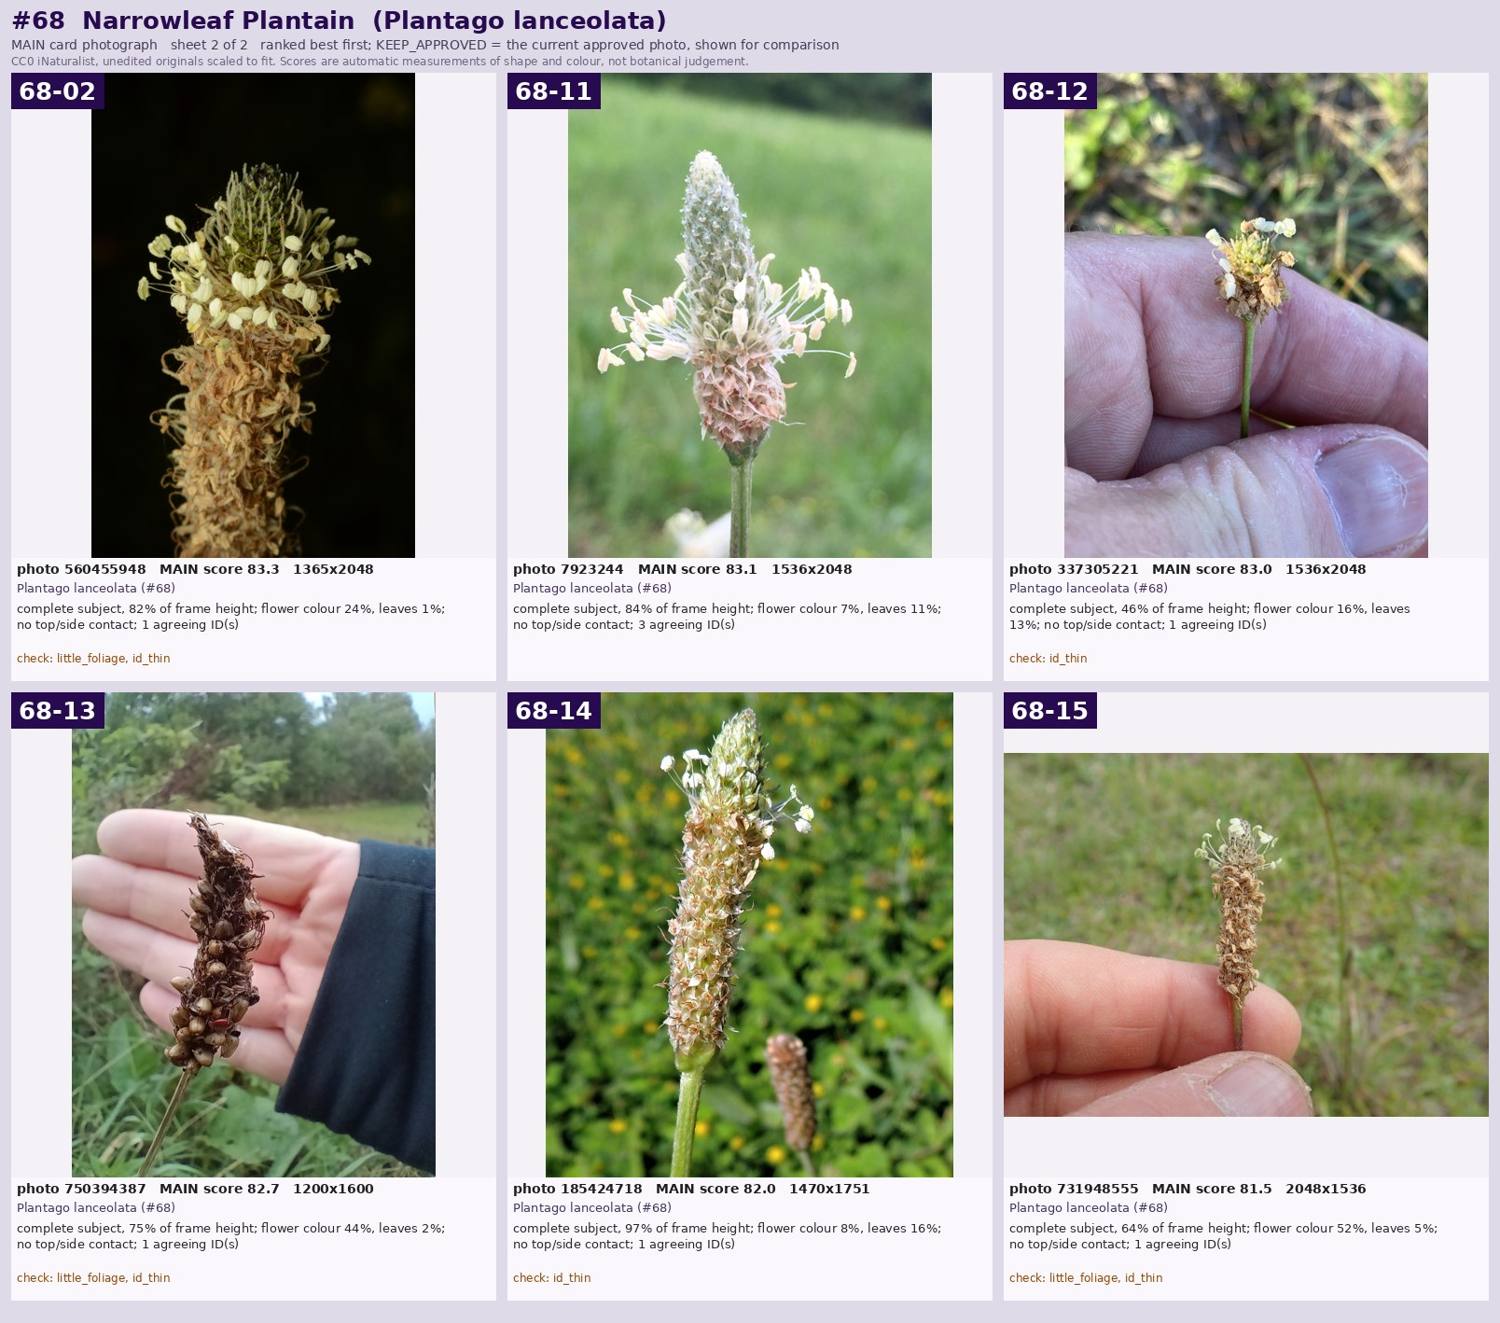 #68 Narrowleaf Plantain (Plantago lanceolata)
MAIN card photograph sheet 2 of 2 ranked best first; KEEP_APPROVED = the current approved photo, shown for comparison
CC0 iNaturalist, unedited originals scaled to fit. Scores are automatic measurements of shape and colour, not botanical judgement.
68-02
68-11
68-12
photo 560455948 MAIN score 83.3 1365x2048
Plantago lanceolata (#68)
complete subject, 82% of frame height; flower colour 24%, leaves 1%;
no top/side contact; 1 agreeing ID(s)
check: little_foliage, id_thin
photo 7923244 MAIN score 83.1 1536x2048
Plantago lanceolata (#68)
complete subject, 84% of frame height; flower colour 7%, leaves 11%;
no top/side contact; 3 agreeing ID(s)
photo 337305221 MAIN score 83.0 1536x2048
Plantago lanceolata (#68)
complete subject, 46% of frame height; flower colour 16%, leaves
13%; no top/side contact; 1 agreeing ID(s)
check: id_thin
68-13
68-14
68-15
photo 750394387 MAIN score 82.7 1200x1600
Plantago lanceolata (#68)
complete subject, 75% of frame height; flower colour 44%, leaves 2%;
no top/side contact; 1 agreeing ID(s)
check: little_foliage, id_thin
photo 185424718 MAIN score 82.0 1470x1751
Plantago lanceolata (#68)
complete subject, 97% of frame height; flower colour 8%, leaves 16%;
no top/side contact; 1 agreeing ID(s)
check: id_thin
photo 731948555 MAIN score 81.5 2048x1536
Plantago lanceolata (#68)
complete subject, 64% of frame height; flower colour 52%, leaves 5%;
no top/side contact; 1 agreeing ID(s)
check: little_foliage, id_thin